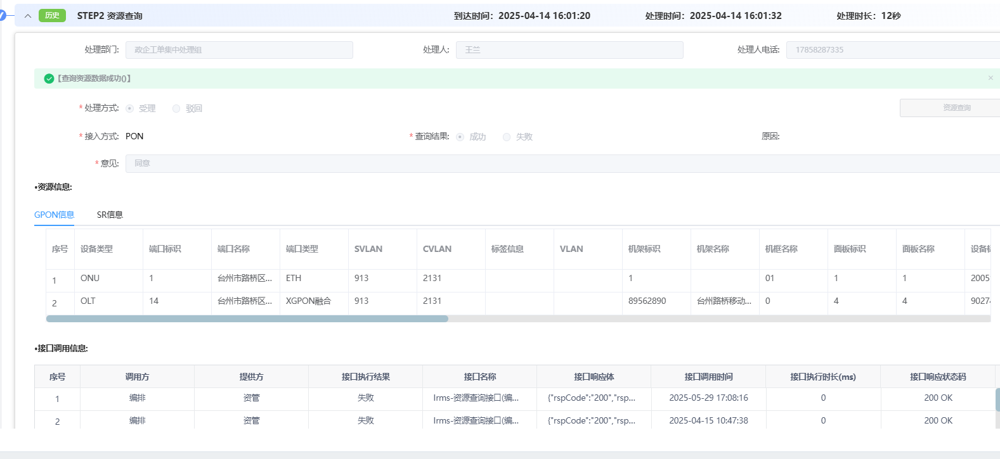 历史 STEP2 资源查询 到达时间：2025-04-14 16:01:20 处理时间：2025-04-14 16:01:32 处理时长：12秒
处理部门: 政企工单集中处理组 处理人: 王兰 处理人电话: 17858287335
【查询资源数据成功()】 ×
* 处理方式: 受理 驳回 资源查询
* 接入方式: PON * 查询结果: 成功 失败 原因:
* 意见: 同意
•资源信息:
GPON信息 SR信息
序号 设备类型 端口标识 端口名称 端口类型 SVLAN CVLAN 标签信息 VLAN 机架标识 机架名称 机框名称 面板标识 面板名称 设备标
1 ONU 1 台州市路桥区... ETH 913 2131 1 01 1 1 2005
2 OLT 14 台州市路桥区... XGPON融合 913 2131 89562890 台州路桥移动... 0 4 4 90274
•接口调用信息:
序号 调用方 提供方 接口执行结果 接口名称 接口响应体 接口调用时间 接口执行时长(ms) 接口响应状态码
1 编排 资管 失败 Irms-资源查询接口(编... {"rspCode":"200","rsp... 2025-05-29 17:08:16 0 200 OK
2 编排 资管 失败 Irms-资源查询接口(编... {"rspCode":"200","rsp... 2025-04-15 10:47:38 0 200 OK